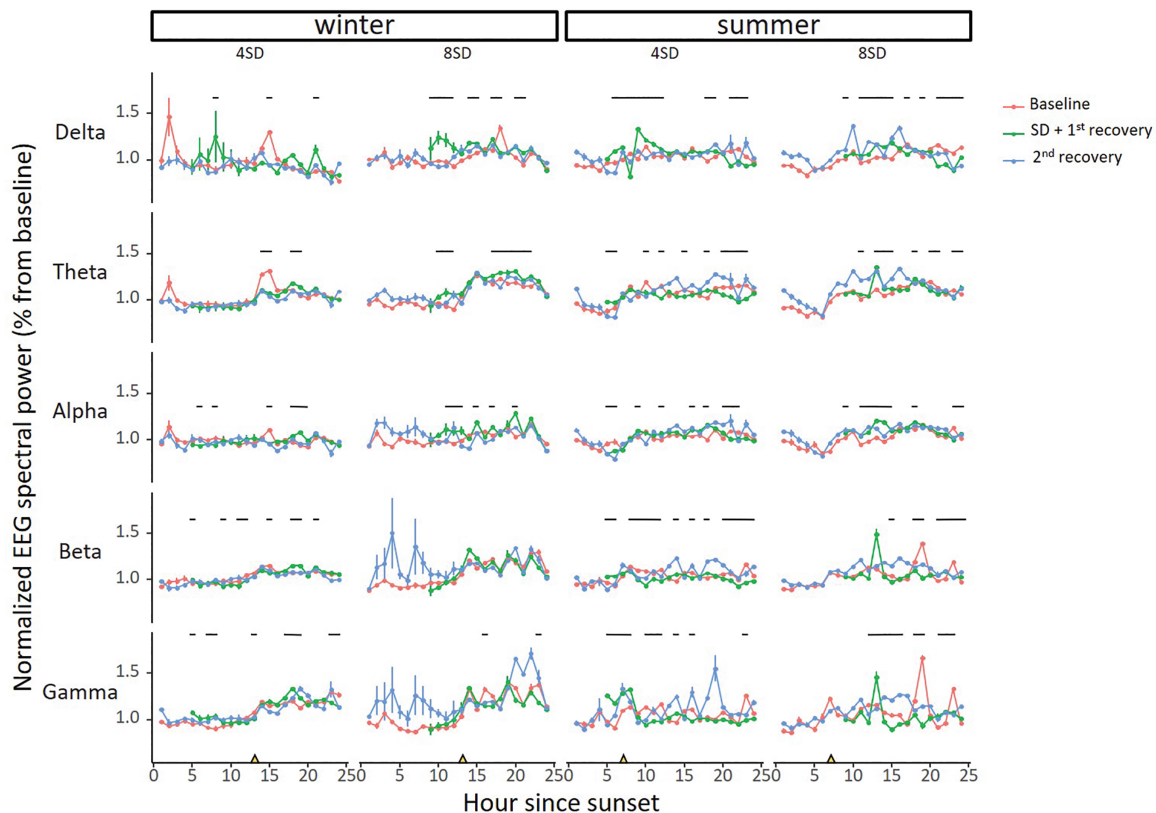 winter summer
4SD 8SD 4SD 8SD
Normalized EEG spectral power (% from baseline)
Delta
1.5
1.0
Theta
1.5
1.0
Alpha
1.5
1.0
Beta
1.5
1.0
Gamma
1.5
1.0
Baseline
SD + 1st recovery
2nd recovery
0 5 10 15 20 25 0 5 10 15 20 25 0 5 10 15 20 25 0 5 10 15 20 25
Hour since sunset